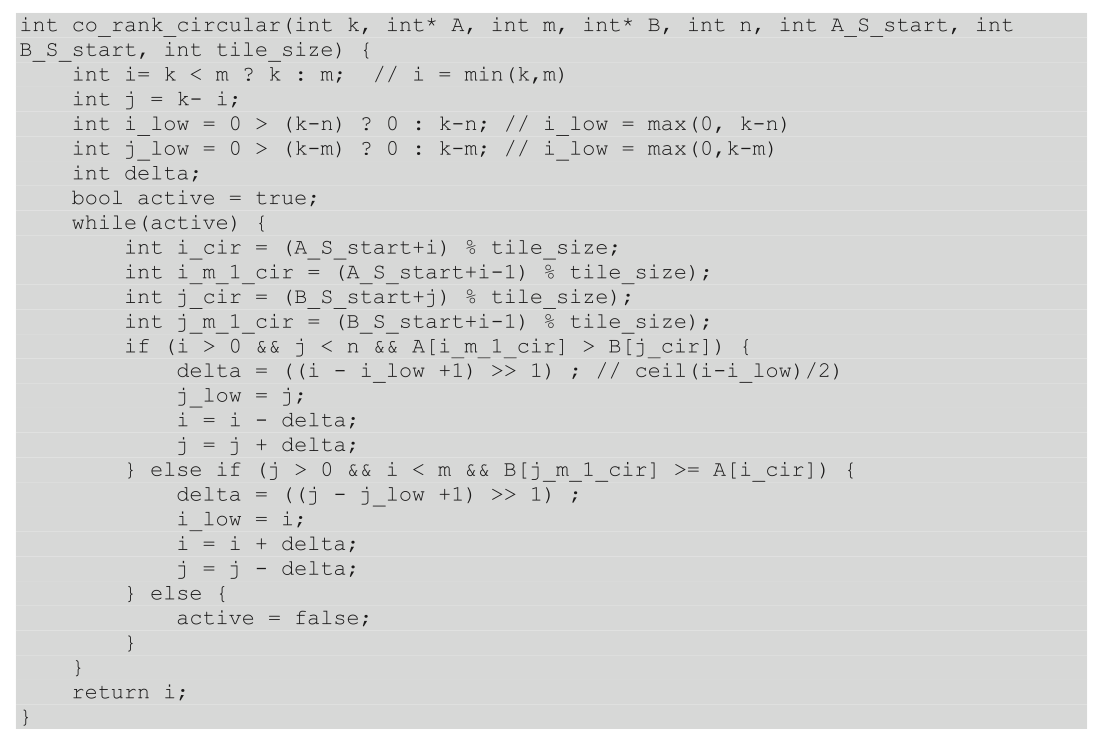 int co_rank_circular(int k, int* A, int m, int* B, int n, int A_S_start, int
B_S_start, int tile_size) {
    int i= k < m ? k : m;  // i = min(k,m)
    int j = k- i;
    int i_low = 0 > (k-n) ? 0 : k-n; // i_low = max(0, k-n)
    int j_low = 0 > (k-m) ? 0 : k-m; // i_low = max(0,k-m)
    int delta;
    bool active = true;
    while(active) {
        int i_cir = (A_S_start+i) % tile_size;
        int i_m_1_cir = (A_S_start+i-1) % tile_size);
        int j_cir = (B_S_start+j) % tile_size);
        int j_m_1_cir = (B_S_start+i-1) % tile_size);
        if (i > 0 && j < n && A[i_m_1_cir] > B[j_cir]) {
            delta = ((i - i_low +1) >> 1) ; // ceil(i-i_low)/2)
            j_low = j;
            i = i - delta;
            j = j + delta;
        } else if (j > 0 && i < m && B[j_m_1_cir] >= A[i_cir]) {
            delta = ((j - j_low +1) >> 1) ;
            i_low = i;
            i = i + delta;
            j = j - delta;
        } else {
            active = false;
        }
    }
    return i;
}